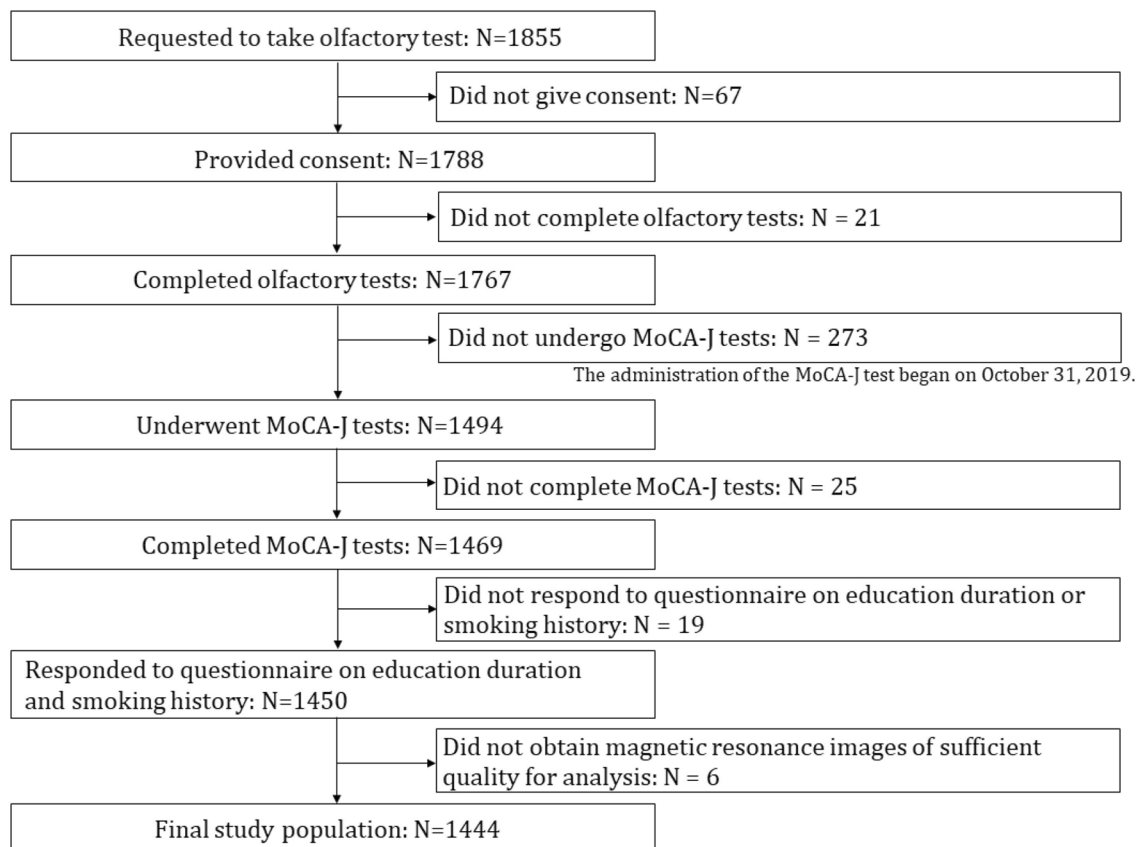 Requested to take olfactory test: N=1855
Did not give consent: N=67
Provided consent: N=1788
Did not complete olfactory tests: N = 21
Completed olfactory tests: N=1767
Did not undergo MoCA-J tests: N = 273
The administration of the MoCA-J test began on October 31, 2019.
Underwent MoCA-J tests: N=1494
Did not complete MoCA-J tests: N = 25
Completed MoCA-J tests: N=1469
Did not respond to questionnaire on education duration or
smoking history: N = 19
Responded to questionnaire on education duration
and smoking history: N=1450
Did not obtain magnetic resonance images of sufficient
quality for analysis: N = 6
Final study population: N=1444